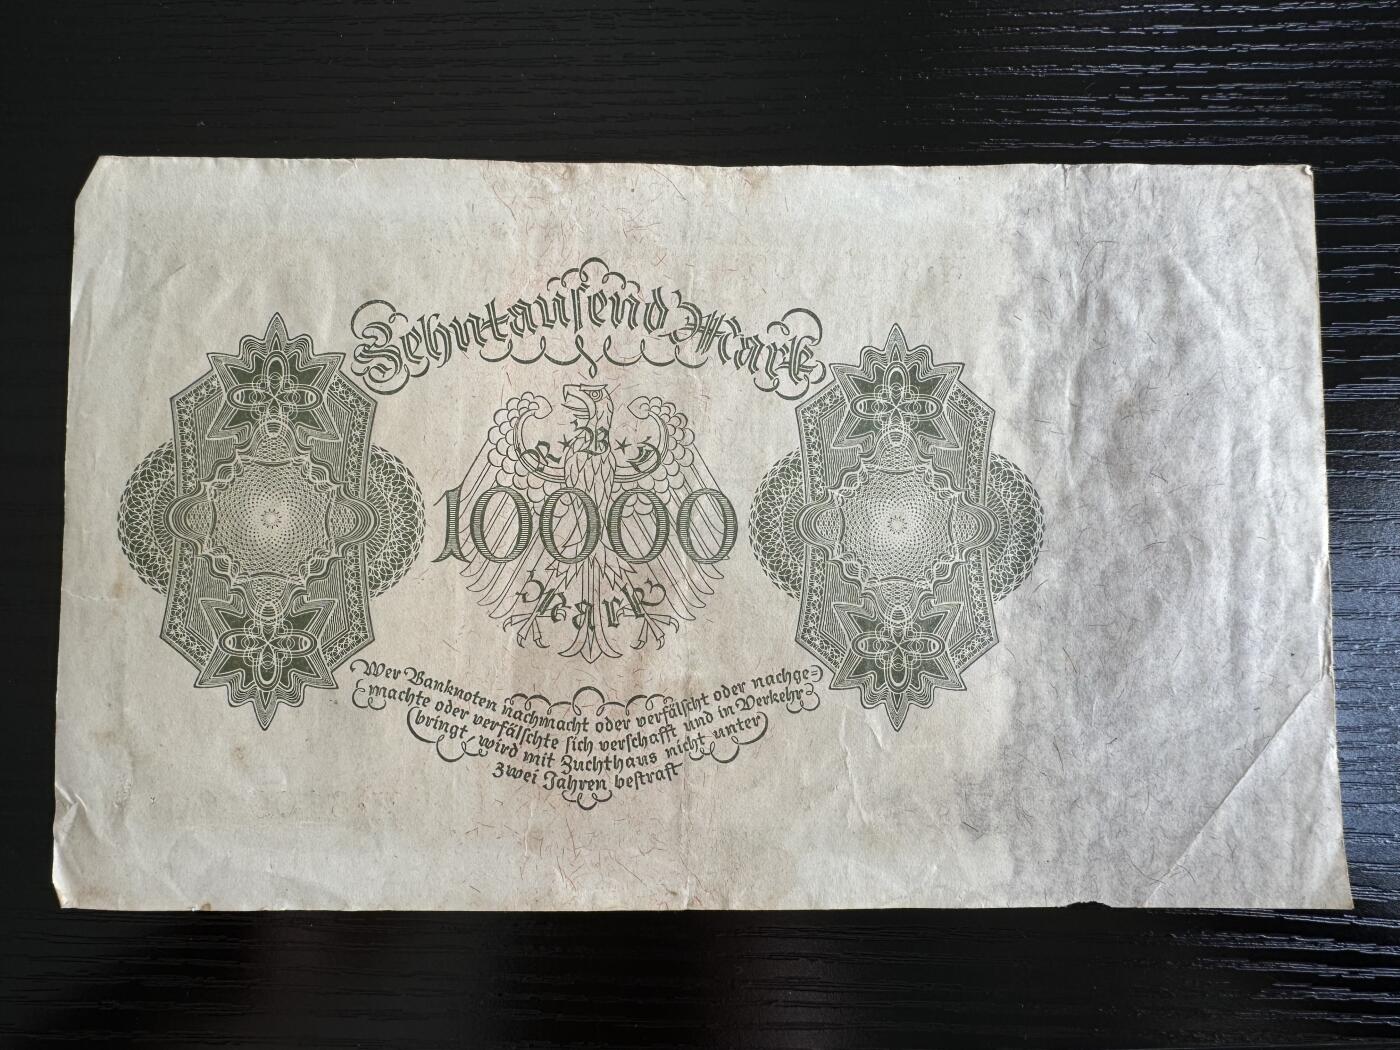 Zehntausend Mark
R B D
10000
Mark
Wer Banknoten nachmacht oder verfälscht oder nachge=
machte oder verfälschte sich verschafft und in Verkehr
bringt, wird mit Zuchthaus nicht unter
zwei Jahren bestraft